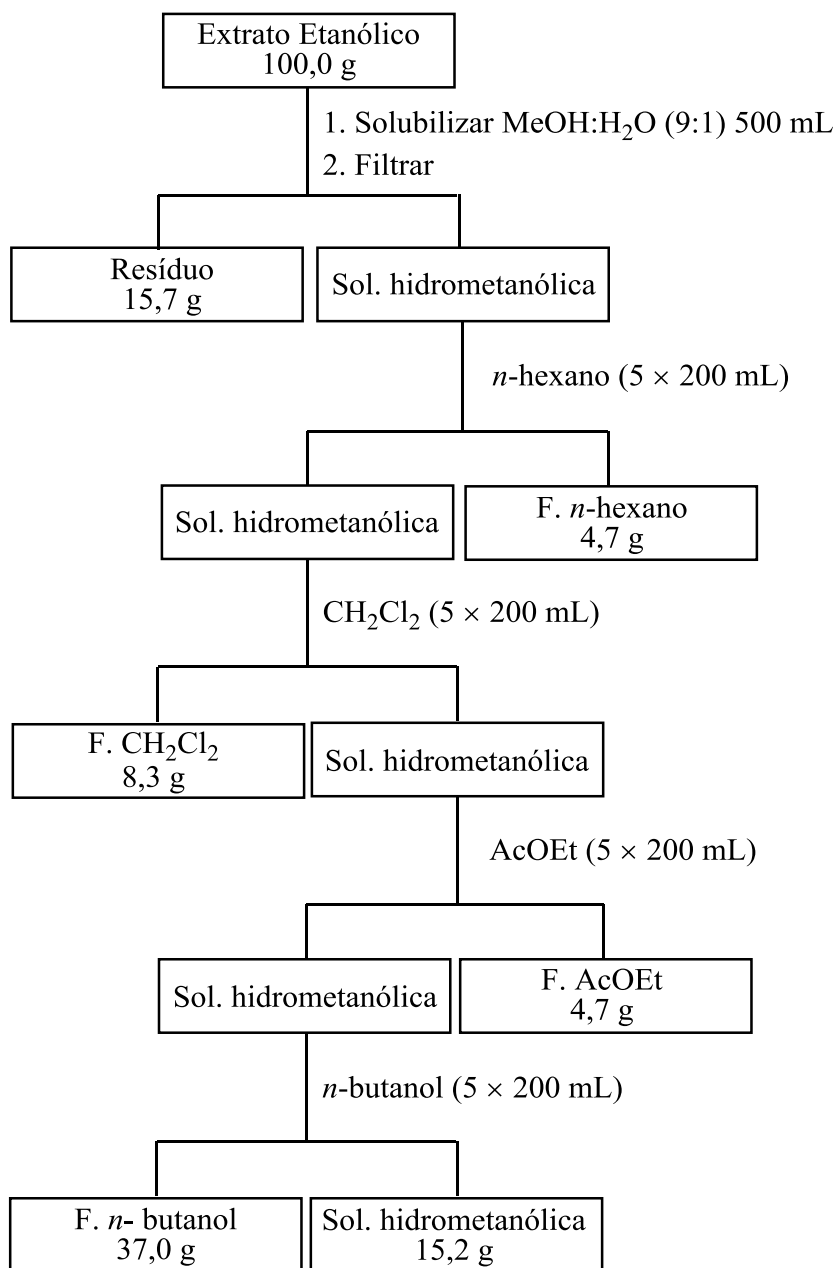 Extrato Etanólico
100,0 g
1. Solubilizar MeOH:H₂O (9:1) 500 mL
2. Filtrar
Resíduo
15,7 g
Sol. hidrometanólica
n-hexano (5 × 200 mL)
Sol. hidrometanólica
F. n-hexano
4,7 g
CH₂Cl₂ (5 × 200 mL)
F. CH₂Cl₂
8,3 g
Sol. hidrometanólica
AcOEt (5 × 200 mL)
Sol. hidrometanólica
F. AcOEt
4,7 g
n-butanol (5 × 200 mL)
F. n- butanol
37,0 g
Sol. hidrometanólica
15,2 g